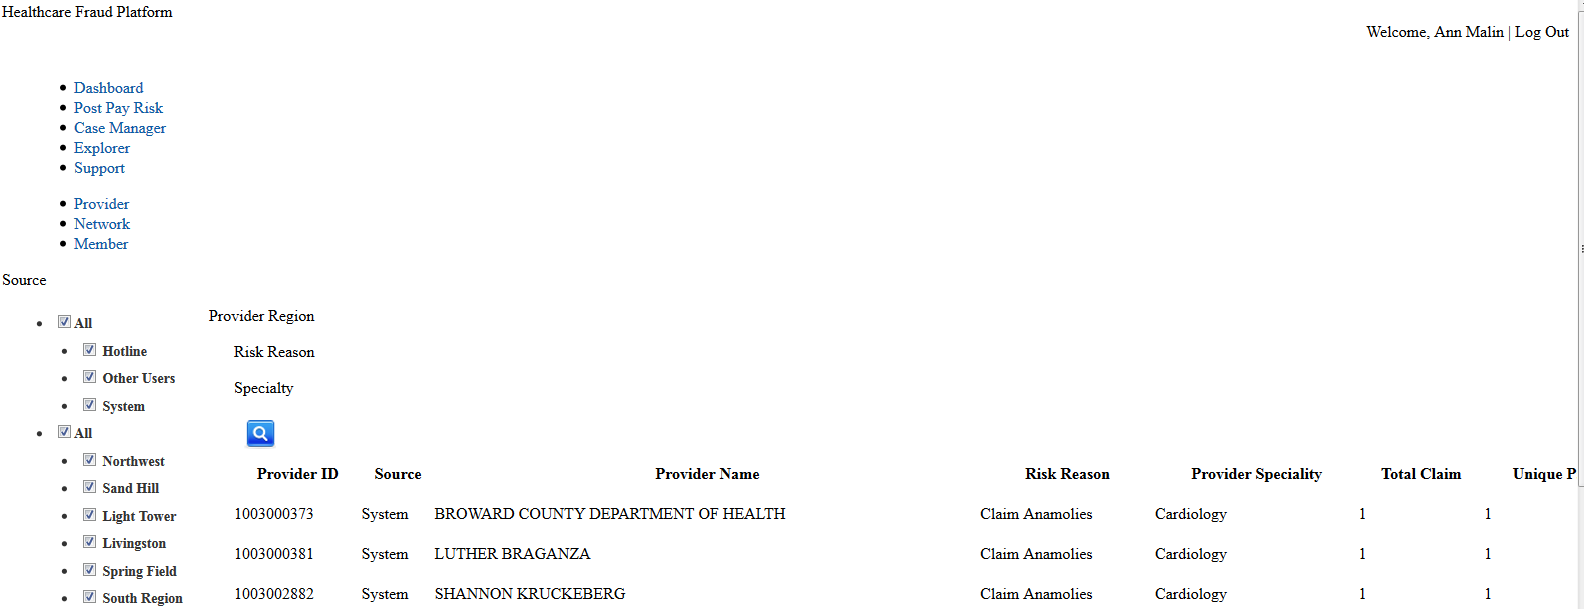 Healthcare Fraud Platform
Welcome, Ann Malin | Log Out
Dashboard
Post Pay Risk
Case Manager
Explorer
Support
Provider
Network
Member
Source
All
Hotline
Other Users
System
All
Northwest
Sand Hill
Light Tower
Livingston
Spring Field
South Region
Provider Region
Risk Reason
Specialty
Provider ID Source Provider Name Risk Reason Provider Speciality Total Claim Unique P
1003000373 System BROWARD COUNTY DEPARTMENT OF HEALTH Claim Anamolies Cardiology 1 1
1003000381 System LUTHER BRAGANZA Claim Anamolies Cardiology 1 1
1003002882 System SHANNON KRUCKEBERG Claim Anamolies Cardiology 1 1